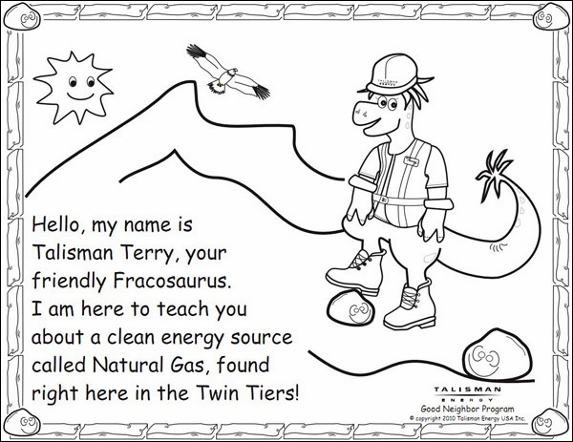 TALISMAN
ENERGY
Hello, my name is
Talisman Terry, your
friendly Fracosaurus.
I am here to teach you
about a clean energy source
called Natural Gas, found
right here in the Twin Tiers!
TALISMAN
ENERGY
Good Neighbor Program
© copyright 2010 Talisman Energy USA Inc.